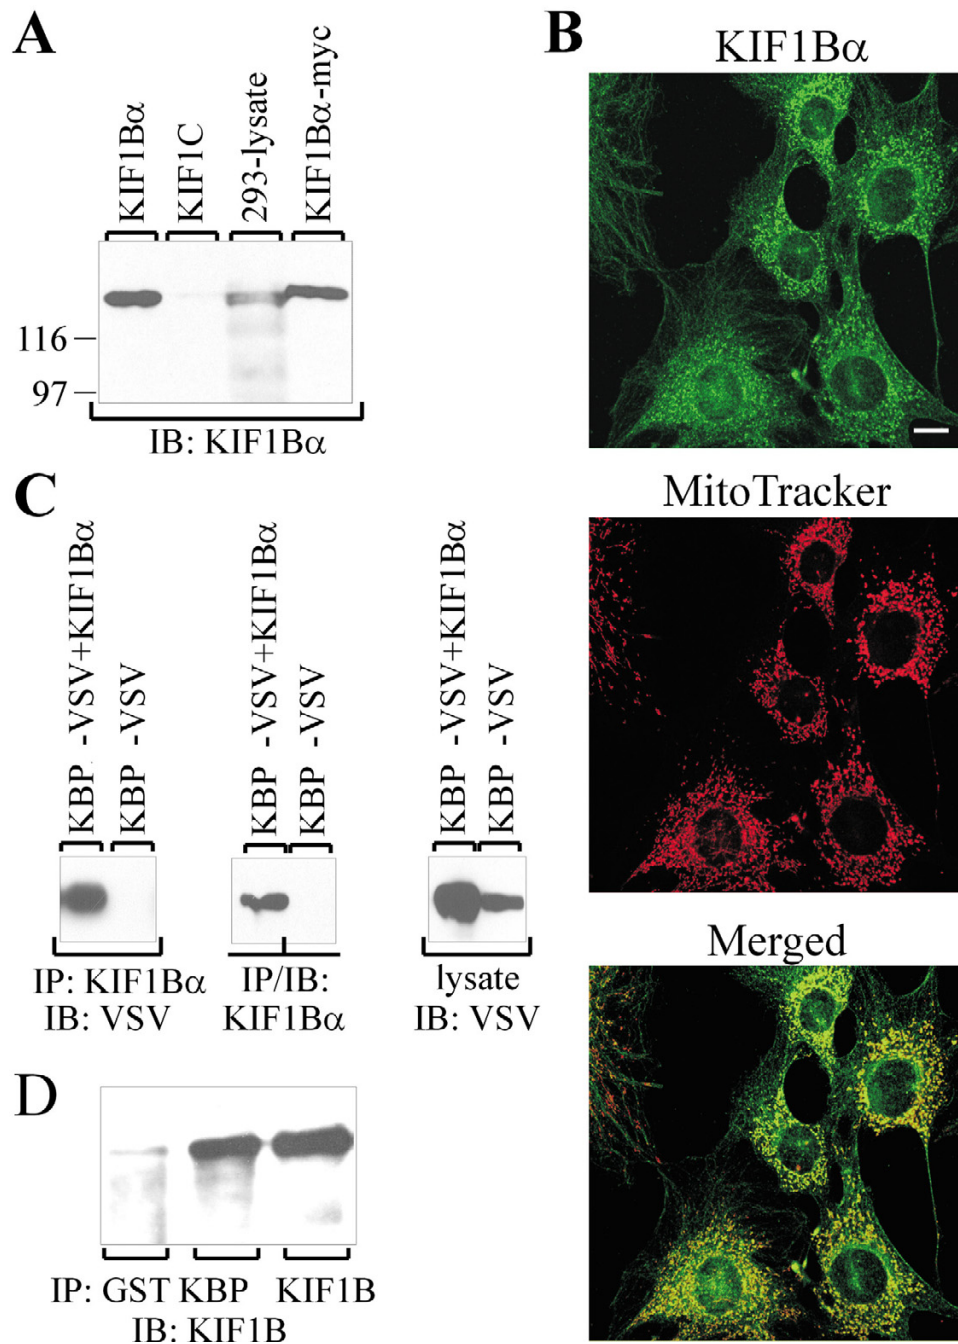 A
KIF1Bα
KIF1C
293-lysate
KIF1Bα-myc
116
97
IB: KIF1Bα
B
KIF1Bα
MitoTracker
Merged
C
KBP -VSV+KIF1Bα
KBP -VSV
IP: KIF1Bα
IB: VSV
KBP -VSV+KIF1Bα
KBP -VSV
IP/IB:
KIF1Bα
KBP -VSV+KIF1Bα
KBP -VSV
lysate
IB: VSV
D
IP: GST KBP KIF1B
IB: KIF1B